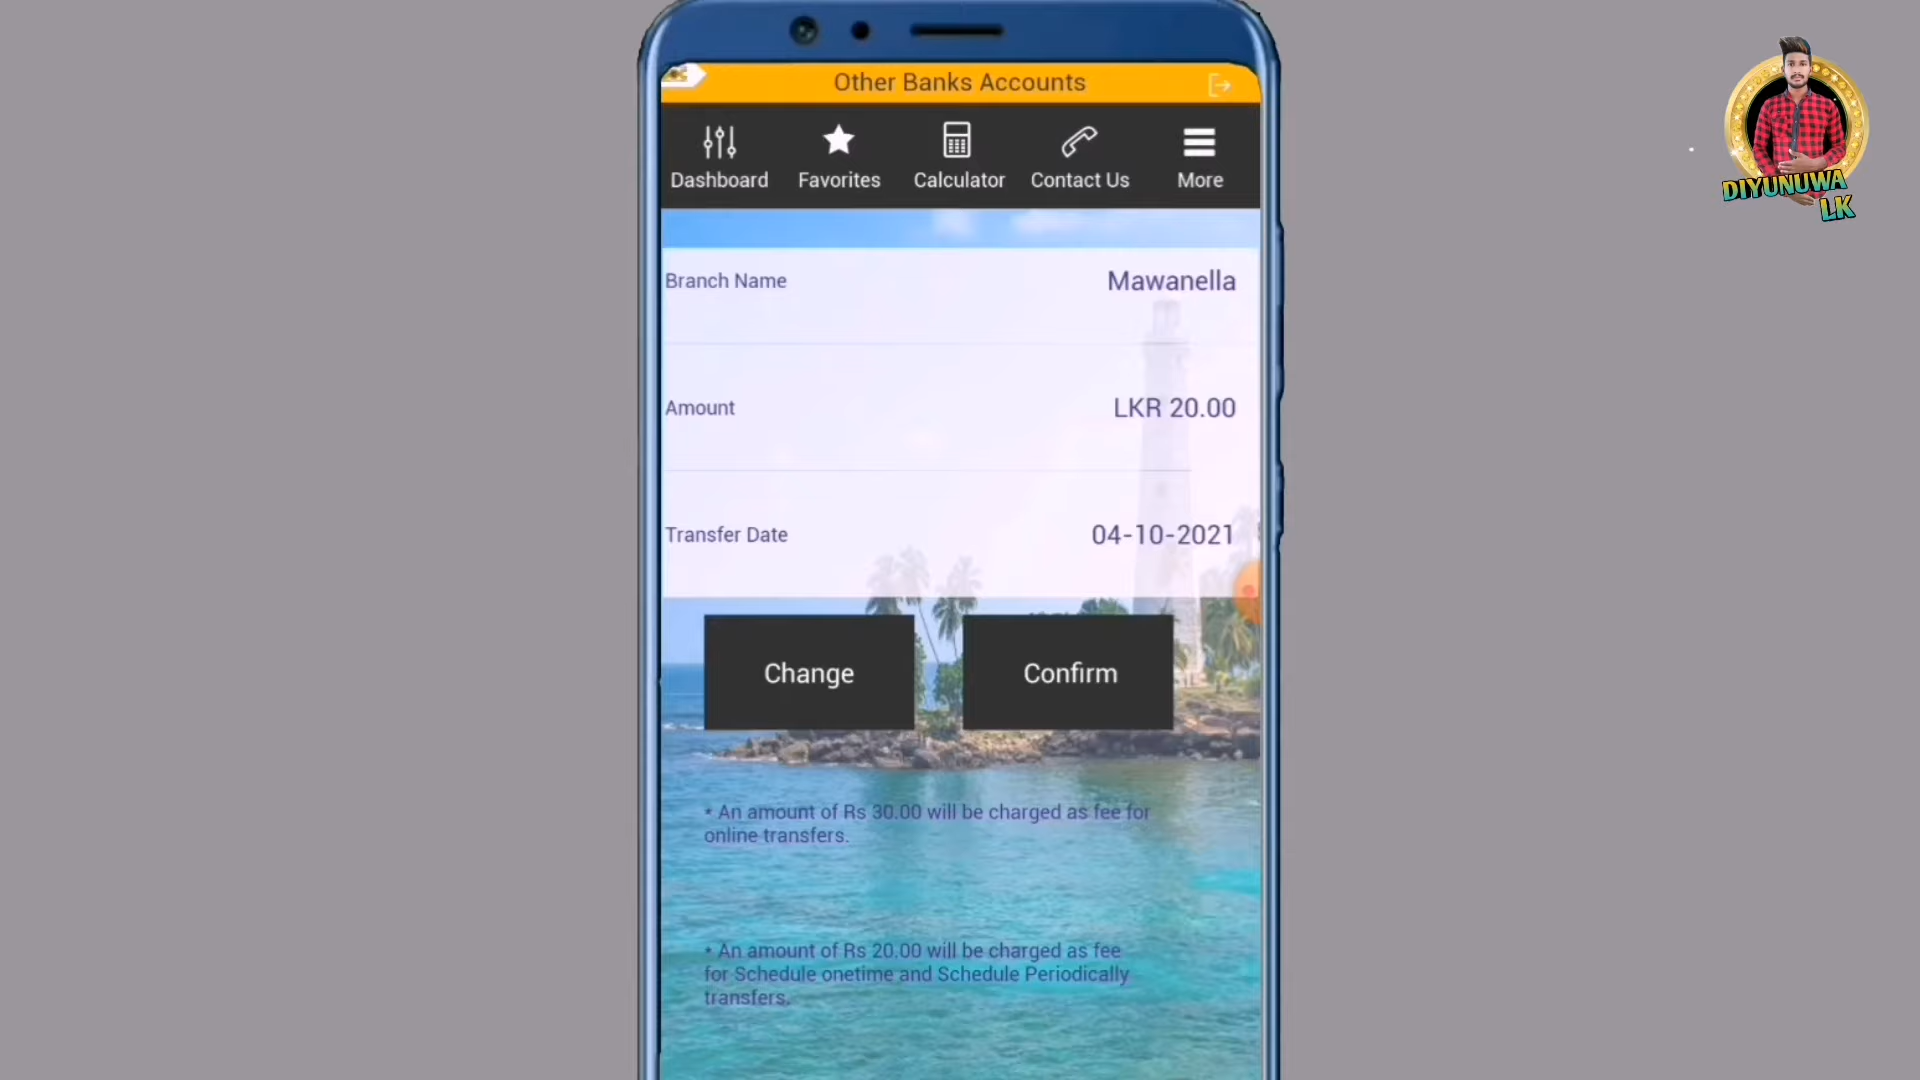 Other Banks Accounts
Dashboard
Favorites
Calculator
Contact Us
More
Branch Name
Mawanella
Amount
LKR 20.00
Transfer Date
04-10-2021
Change
Confirm
* An amount of Rs 30.00 will be charged as fee for
online transfers.
* An amount of Rs 20.00 will be charged as fee
for Schedule onetime and Schedule Periodically
transfers.
DIYUNUWA
LK